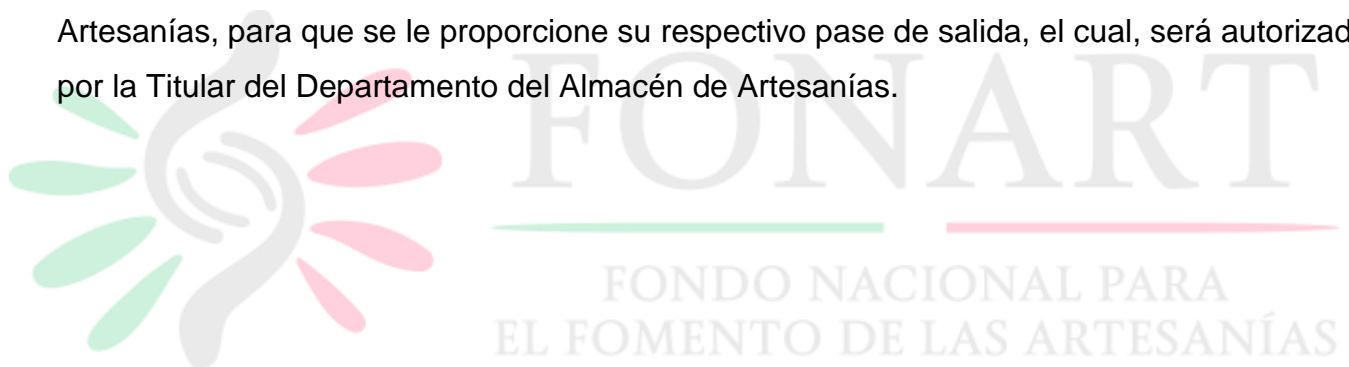 Artesanías, para que se le proporcione su respectivo pase de salida, el cual, será autorizad
por la Titular del Departamento del Almacén de Artesanías.
FONART
FONDO NACIONAL PARA
EL FOMENTO DE LAS ARTESANÍAS